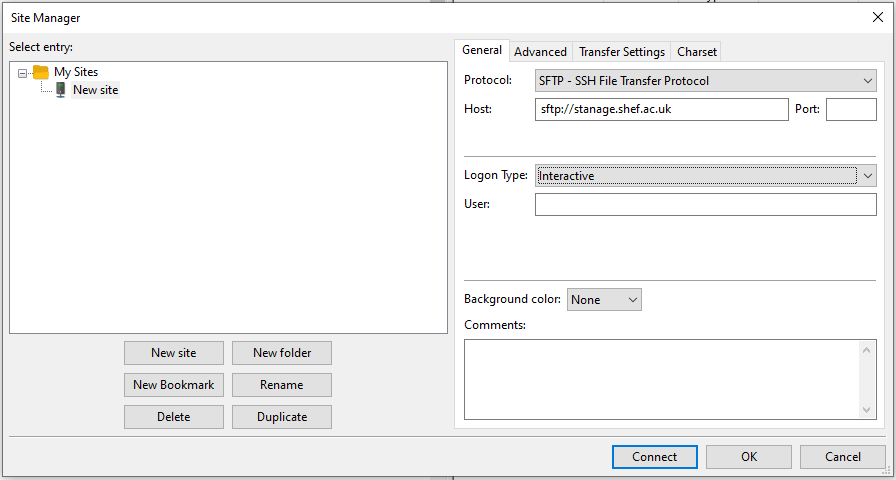 Site Manager
Select entry:
My Sites
New site
New site
New folder
New Bookmark
Rename
Delete
Duplicate
General
Advanced
Transfer Settings
Charset
Protocol:
SFTP - SSH File Transfer Protocol
Host:
sftp://stanage.shef.ac.uk
Port:
Logon Type:
Interactive
User:
Background color:
None
Comments:
Connect
OK
Cancel